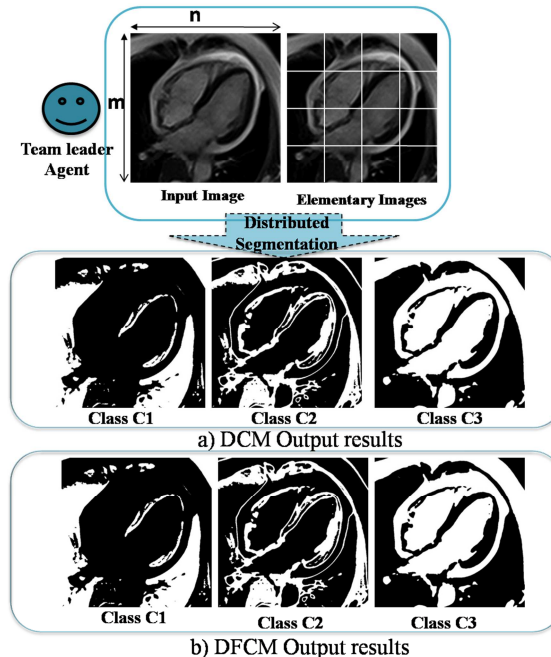 n
m
Team leader
Agent
Input Image
Elementary Images
Distributed
Segmentation
Class C1
Class C2
Class C3
a) DCM Output results
Class C1
Class C2
Class C3
b) DFCM Output results